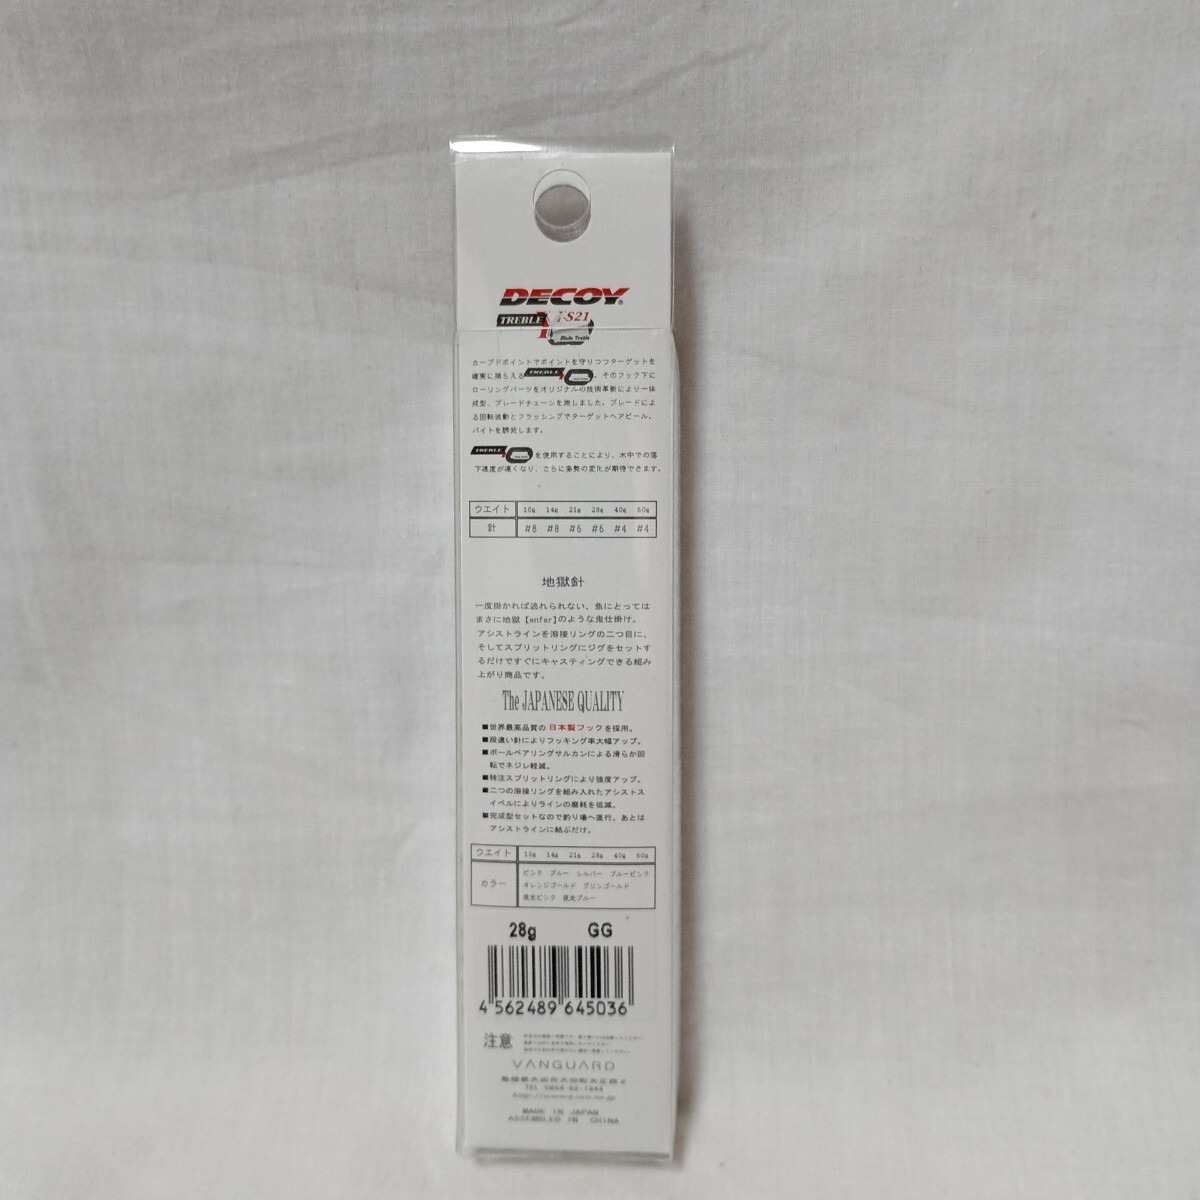 DECOY
TREBLE Y-S21
Blade Treble
カーブドポイントでポイントを守りつつターゲットを
確実に捕らえる TREBLE 、そのフック下に
ローリングパーツをオリジナルの技術革新により一体
成型、ブレードチェーンを施しました。ブレードによ
る回転波動とフラッシングでターゲットへアピール、
バイトを誘発します。
TREBLE を使用することにより、水中での落
下速度が遅くなり、さらに姿勢の変化が期待できます。
ウエイト 10g 14g 21g 28g 40g 60g
針 #8 #8 #6 #6 #4 #4
地獄針
一度掛かれば逃れられない、魚にとっては
まさに地獄【enfer】のような鬼仕掛け。
アシストラインを溶接リングの二つ目に、
そしてスプリットリングにジグをセットす
るだけですぐにキャスティングできる組み
上がり商品です。
The JAPANESE QUALITY
■世界最高品質の日本製フックを採用。
■段違い針によりフッキング率大幅アップ。
■ボールベアリングサルカンによる滑らか回
転でネジレ軽減。
■特注スプリットリングにより強度アップ。
■二つの溶接リングを組み入れたアシストス
イベルによりラインの磨耗を低減。
■完成型セットなので釣り場へ直行。あとは
アシストラインに結ぶだけ。
ウエイト 10g 14g 21g 28g 40g 60g
カラー ピンク ブルー シルバー ブルーピンク
オレンジゴールド グリンゴールド
夜光ピンク 夜光ブルー
28g GG
4 562489 645036
注意
VANGUARD
MADE IN JAPAN
ASSEMBLED IN CHINA